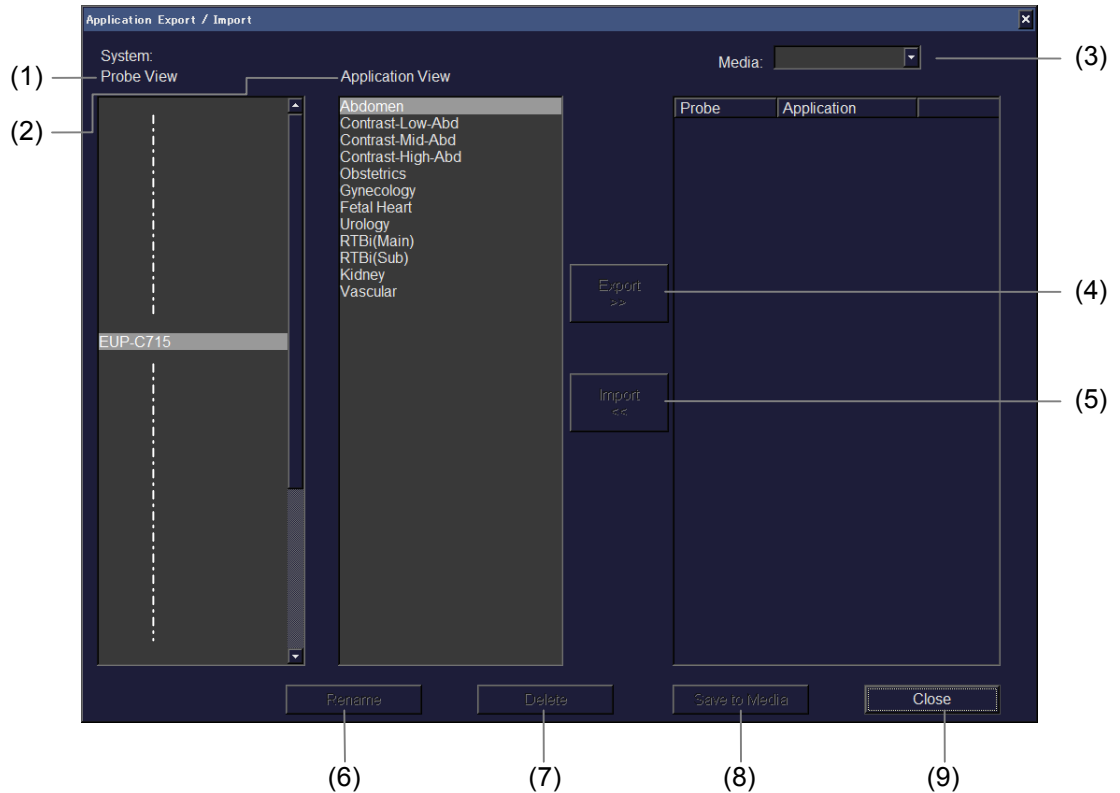 Application Export / Import
System:
(1)
Probe View
Application View
Media:
(3)
(2)
Abdomen
Contrast-Low-Abd
Contrast-Mid-Abd
Contrast-High-Abd
Obstetrics
Gynecology
Fetal Heart
Urology
RTBi(Main)
RTBi(Sub)
Kidney
Vascular
Probe
Application
EUP-C715
Export
>>
(4)
Import
<<
(5)
Rename
Delete
Save to Media
Close
(6)
(7)
(8)
(9)